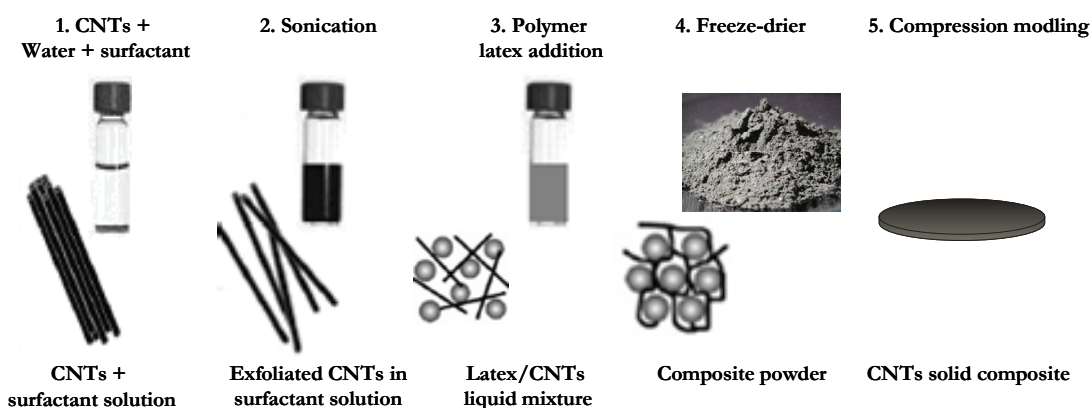 1. CNTs +
Water + surfactant
2. Sonication
3. Polymer
latex addition
4. Freeze-drier
5. Compression modling
CNTs +
surfactant solution
Exfoliated CNTs in
surfactant solution
Latex/CNTs
liquid mixture
Composite powder
CNTs solid composite